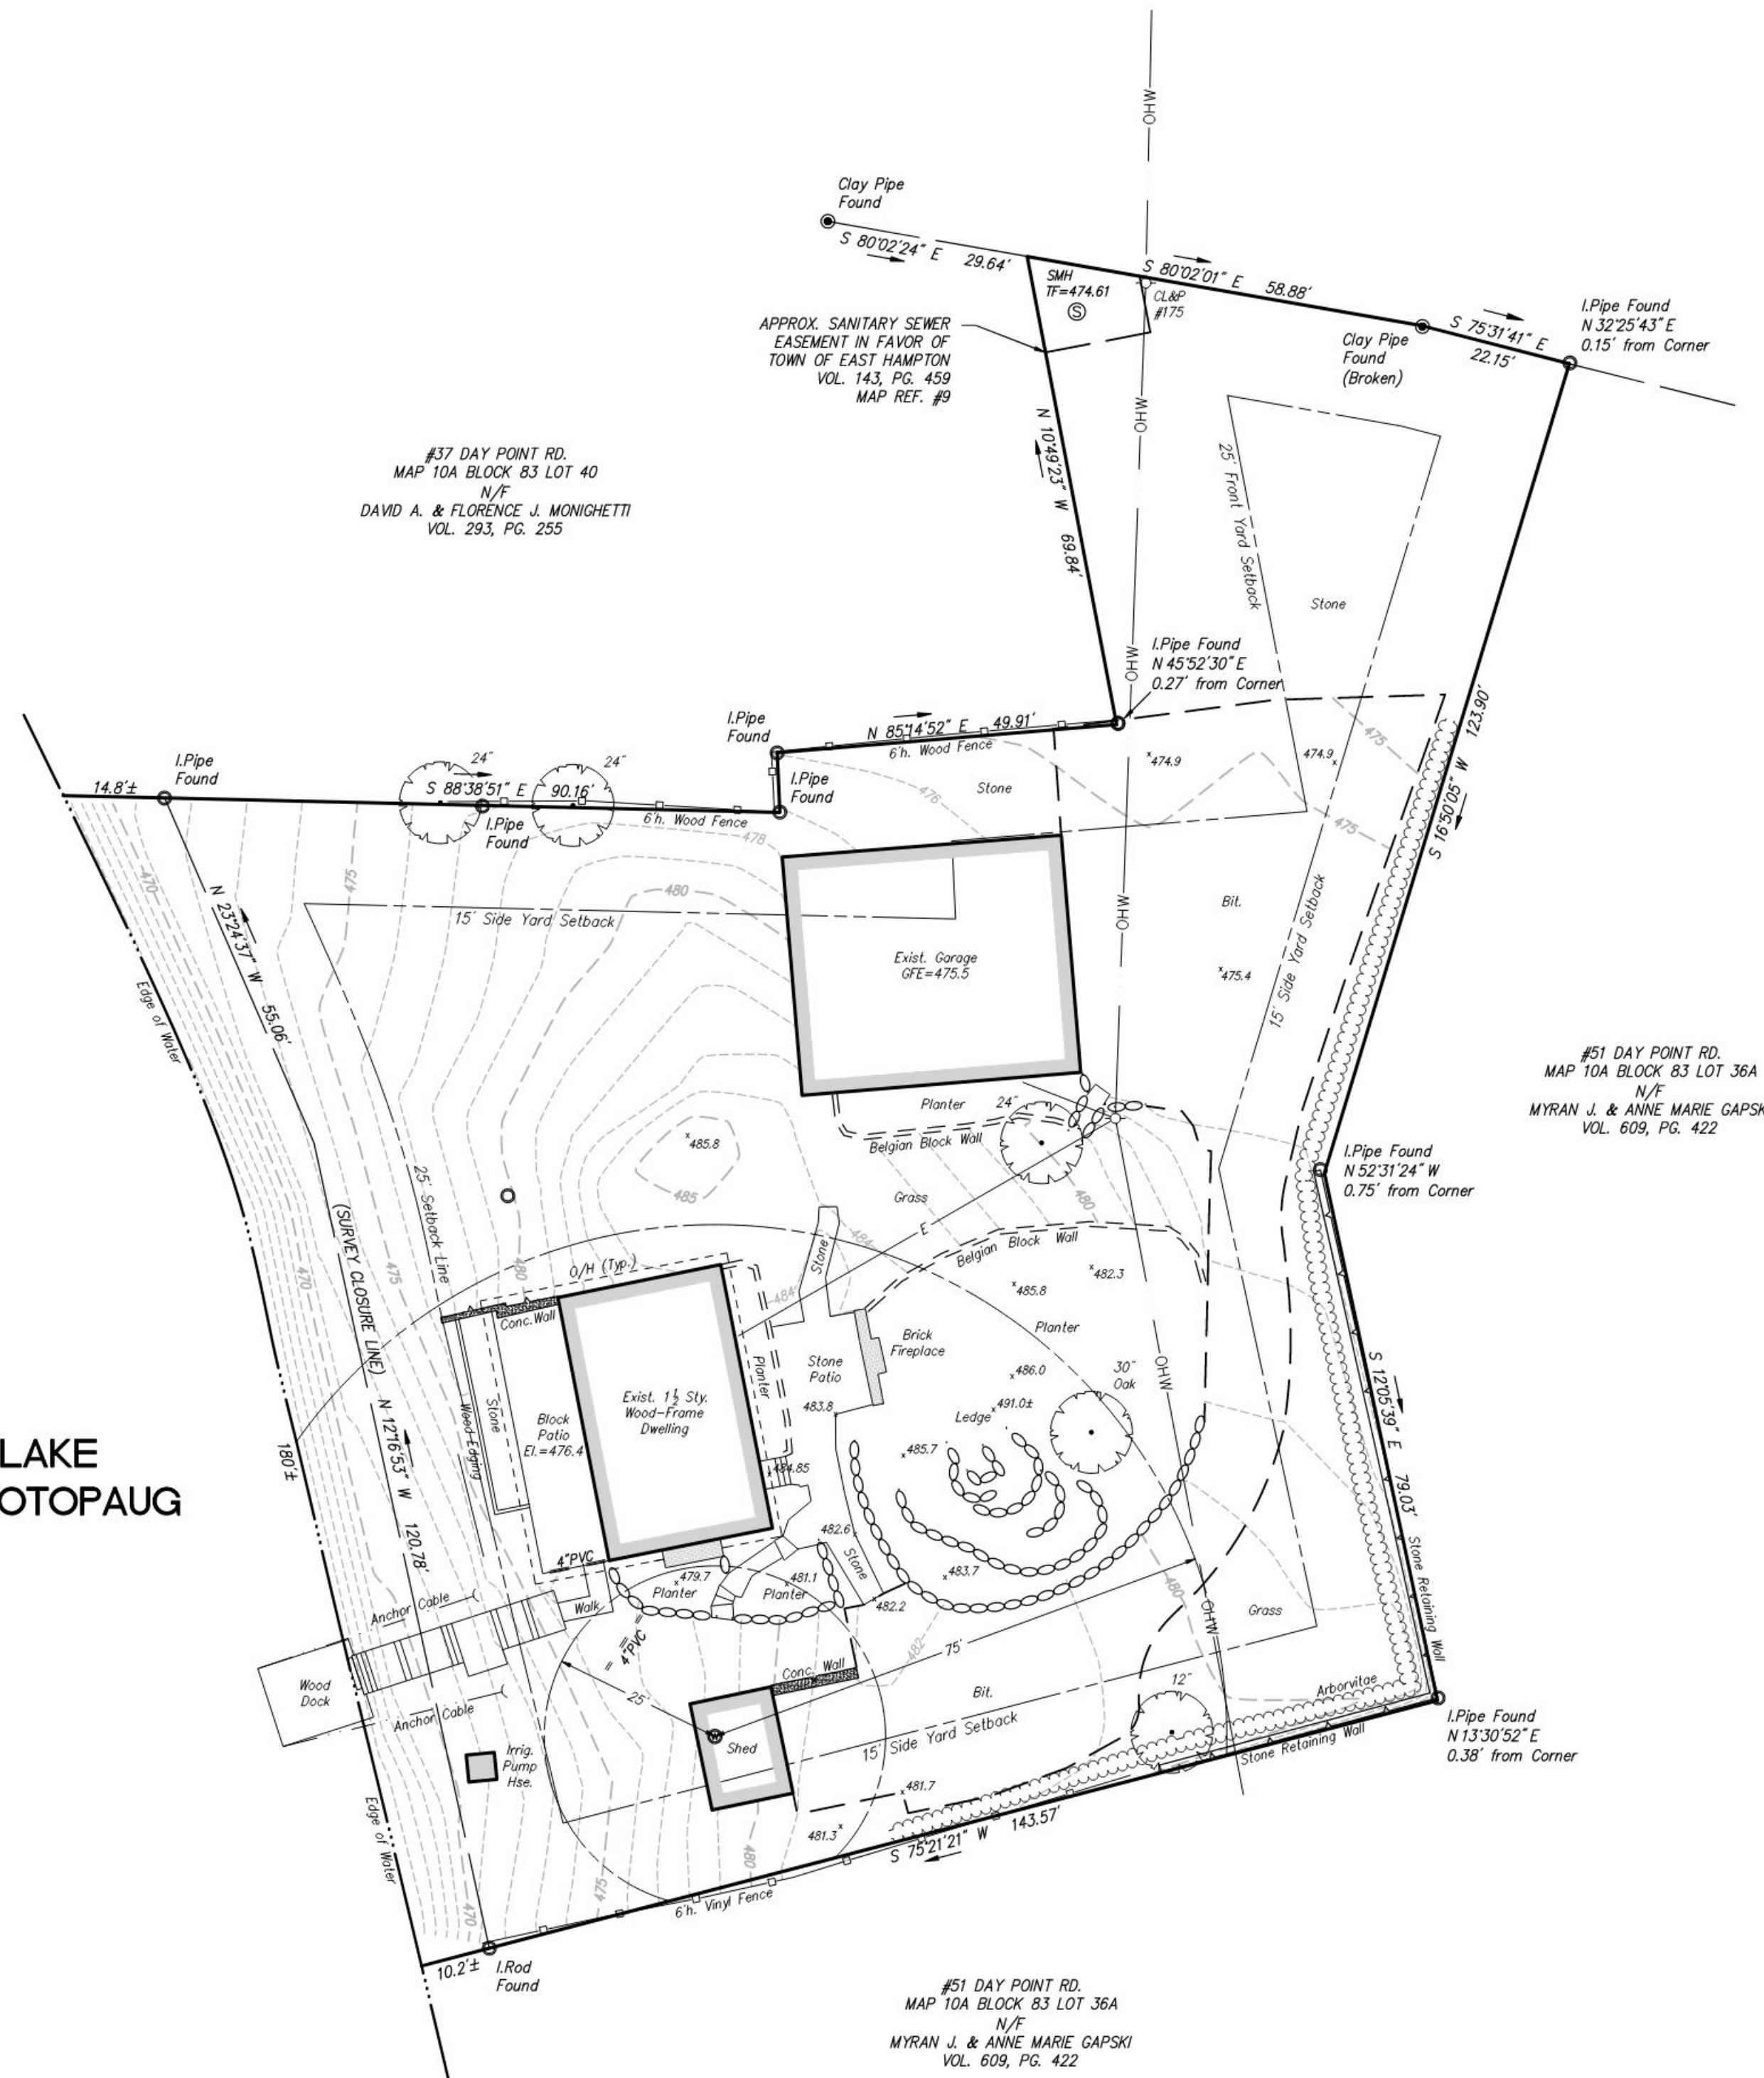 OHW
Clay Pipe
Found
S 80°02'24" E 29.64'
SMH
TF=474.61
S
S 80°02'01" E 58.88'
CL&P
#175
Clay Pipe
Found
(Broken)
S 75°31'41" E
22.15'
I.Pipe Found
N 32°25'43" E
0.15' from Corner
APPROX. SANITARY SEWER
EASEMENT IN FAVOR OF
TOWN OF EAST HAMPTON
VOL. 143, PG. 459
MAP REF. #9
OHW
N 10°49'23" W 69.84'
25' Front Yard Setback
#37 DAY POINT RD.
MAP 10A BLOCK 83 LOT 40
N/F
DAVID A. & FLORENCE J. MONIGHETTI
VOL. 293, PG. 255
Stone
OHW
I.Pipe Found
N 45°52'30" E
0.27' from Corner
I.Pipe
Found
N 85°14'52" E 49.91'
6'h. Wood Fence
474.9
474.9
475
S 16°50'05" W 123.90'
I.Pipe
Found
14.8'±
24"
S 88°38'51" E 90.16'
24"
I.Pipe
Found
6'h. Wood Fence
I.Pipe
Found
476
Stone
478
475
470
475
480
N 23°24'37" W 55.06'
15' Side Yard Setback
Exist. Garage
GFE=475.5
OHW
Bit.
475.4
15' Side Yard Setback
Edge of Water
#51 DAY POINT RD.
MAP 10A BLOCK 83 LOT 36A
N/F
MYRAN J. & ANNE MARIE GAPSK
VOL. 609, PG. 422
Planter
24"
Belgian Block Wall
485.8
485
Grass
480
I.Pipe Found
N 52°31'24" W
0.75' from Corner
25' Setback Line
(SURVEY CLOSURE LINE)
470
475
480
O/H (Typ.)
484
Stone
484
E
Belgian Block Wall
485.8
482.3
Conc. Wall
Planter
Brick
Fireplace
Stone
Patio
Planter
Exist. 1½ Sty.
Wood-Frame
Dwelling
486.0
30"
Oak
OHW
S 12°05'39" E 79.03'
483.8
Ledge
491.0±
Block
Patio
El.=476.4
Stone
Wood Edging
N 12°16'53" W 120.78'
180'±
LAKE
OTOPAUG
484.85
485.7
482.6
Stone
Stone Retaining Wall
4"PVC
479.7
Planter
481.1
Planter
483.7
482.2
480
OHW
Grass
Anchor Cable
Walk
4"PVC
482
75'
Wood
Dock
Anchor Cable
25'
Conc. Wall
Bit.
12"
Arborvitae
W
Shed
15' Side Yard Setback
Stone Retaining Wall
I.Pipe Found
N 13°30'52" E
0.38' from Corner
Irrig.
Pump
Hse.
481.7
Edge of Water
481.3
S 75°21'21" W 143.57'
480
475
470
6'h. Vinyl Fence
10.2'±
I.Rod
Found
#51 DAY POINT RD.
MAP 10A BLOCK 83 LOT 36A
N/F
MYRAN J. & ANNE MARIE GAPSKI
VOL. 609, PG. 422